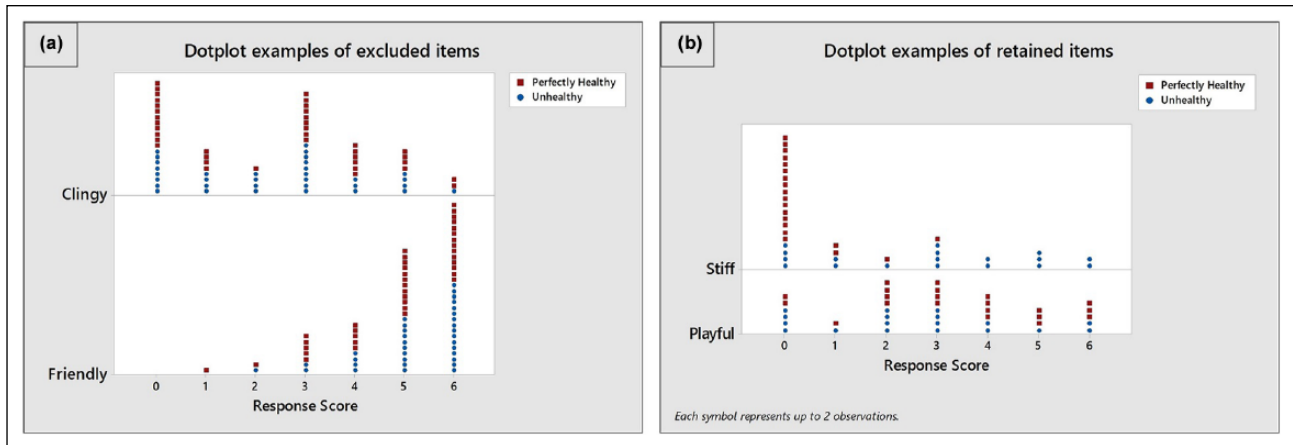 (a)
Dotplot examples of excluded items
Perfectly Healthy
Unhealthy
Clingy
Friendly
0 1 2 3 4 5 6
Response Score
(b)
Dotplot examples of retained items
Perfectly Healthy
Unhealthy
Stiff
Playful
0 1 2 3 4 5 6
Response Score
Each symbol represents up to 2 observations.